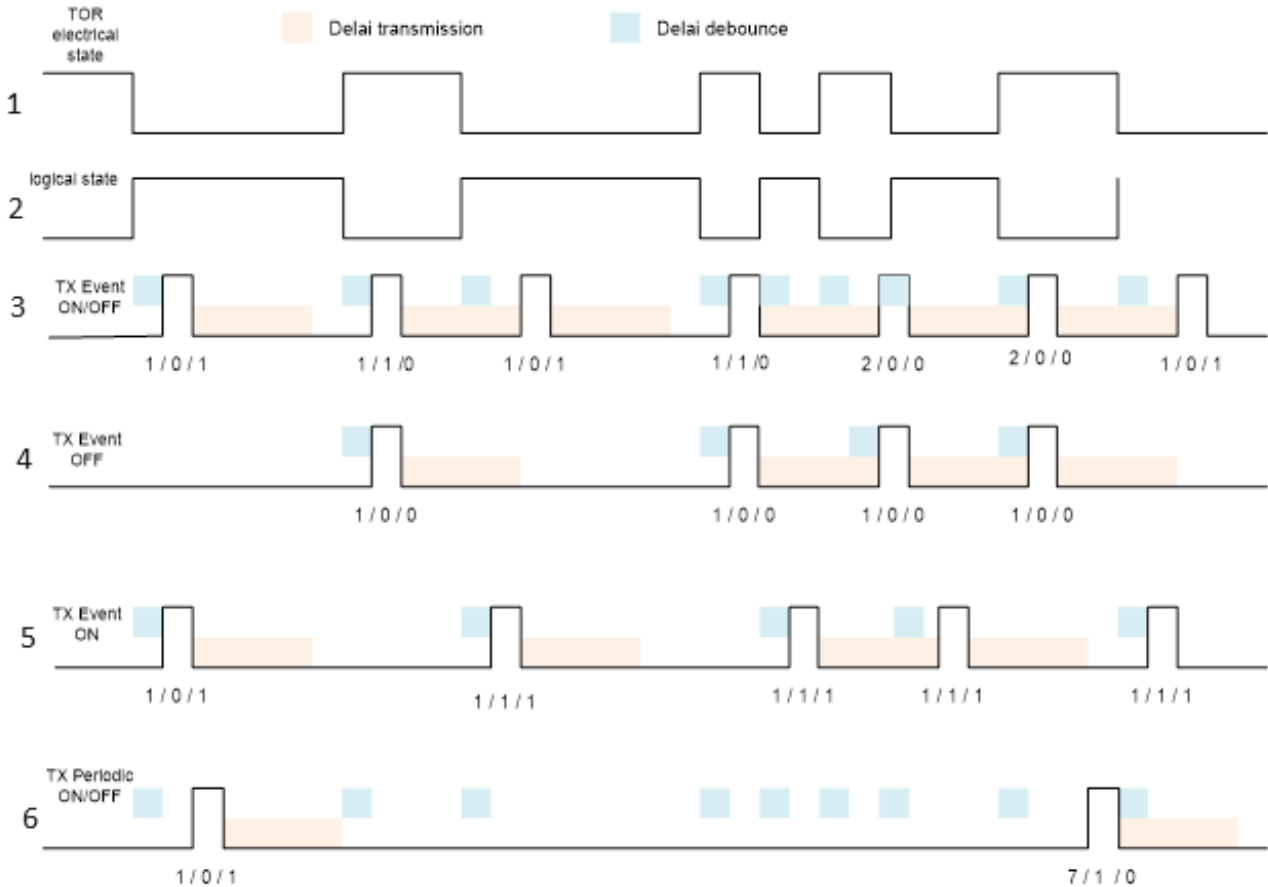 TOR
electrical
state
Delai transmission
Delai debounce
1
logical state
2
TX Event
ON/OFF
3
1 / 0 / 1
1 / 1 /0
1 / 0 / 1
1 / 1 /0
2 / 0 / 0
2 / 0 / 0
1 / 0 / 1
TX Event
OFF
4
1 / 0 / 0
1 / 0 / 0
1 / 0 / 0
1 / 0 / 0
TX Event
ON
5
1 / 0 / 1
1 / 1 / 1
1 / 1 / 1
1 / 1 / 1
1 / 1 / 1
TX Periodic
ON/OFF
6
1 / 0 / 1
7 / 1 / 0